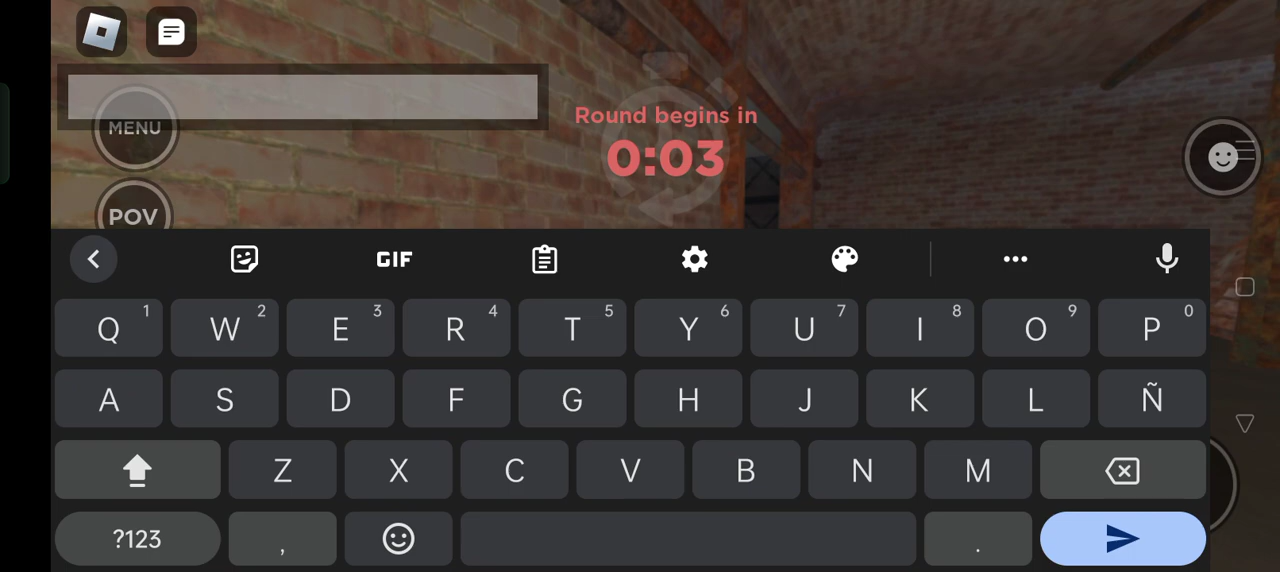 MENU
Round begins in
0:03
POV
GIF
Q 1 W 2 E 3 R 4 T 5 Y 6 U 7 I 8 O 9 P 0
A S D F G H J K L Ñ
Z X C V B N M
?123 , .